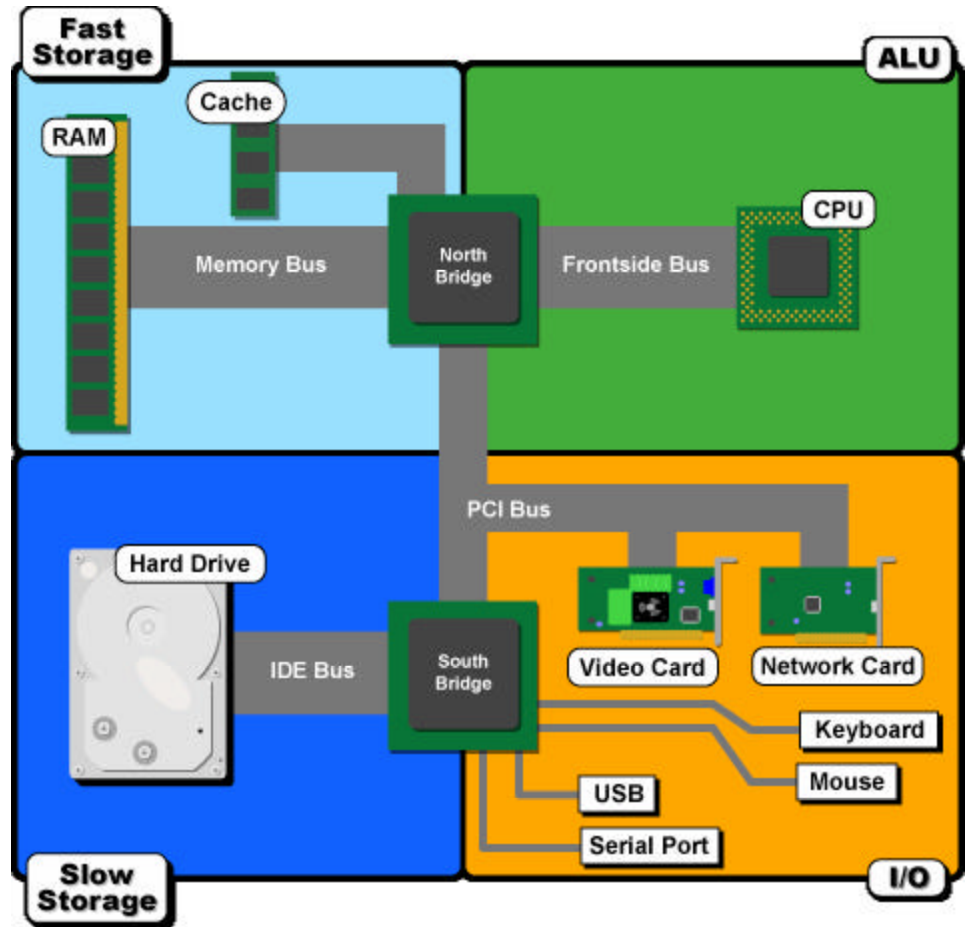 Fast
Storage
ALU
Cache
RAM
CPU
North
Bridge
Memory Bus
Frontside Bus
PCI Bus
Hard Drive
Video Card
Network Card
IDE Bus
South
Bridge
Keyboard
Mouse
USB
Serial Port
Slow
Storage
I/O